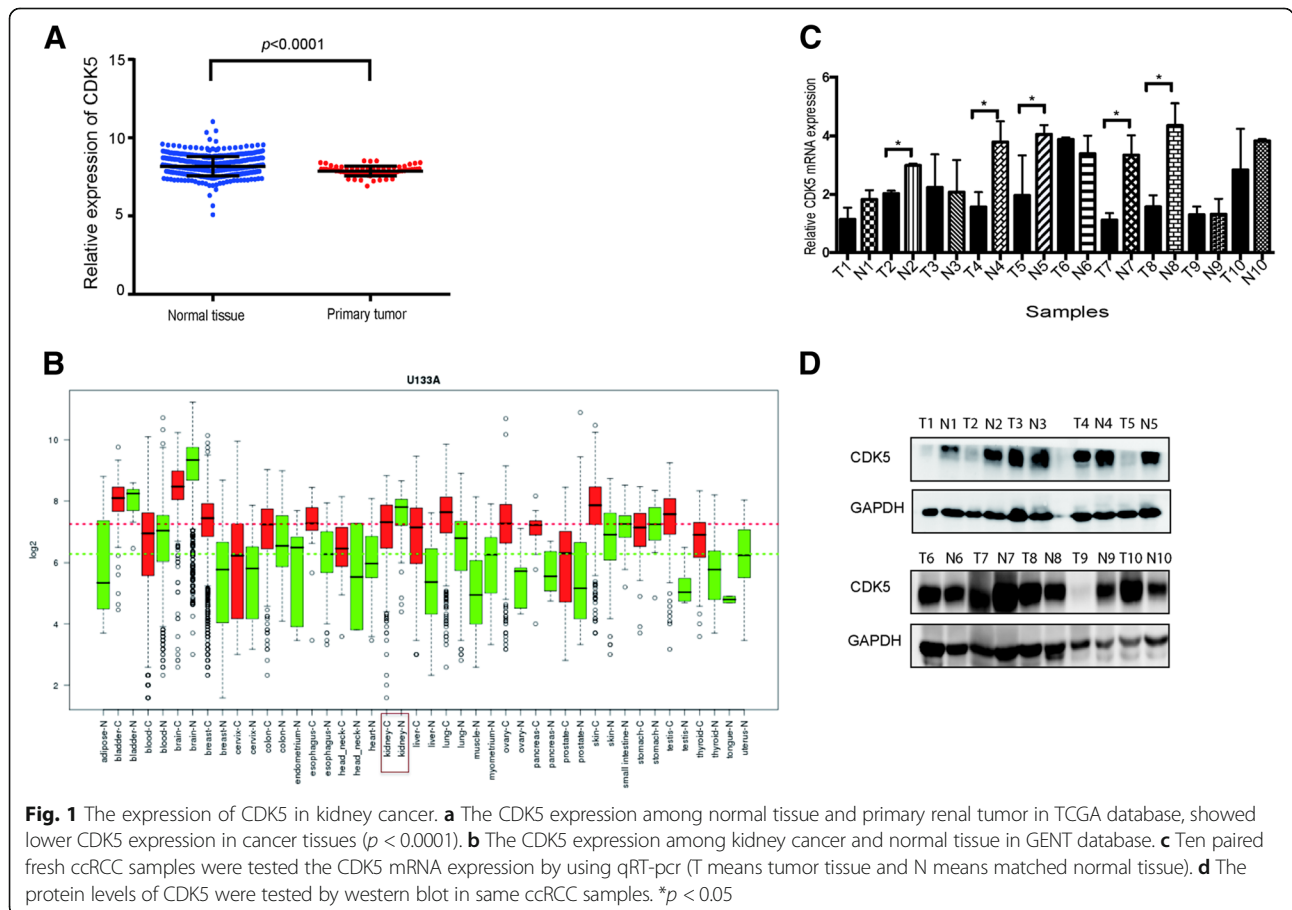 A
p<0.0001
Relative expression of CDK5
15
10
5
0
Normal tissue
Primary tumor
C
Relative CDK5 mRNA expression
6
4
2
0
*
*
*
*
*
T1 N1 T2 N2 T3 N3 T4 N4 T5 N5 T6 N6 T7 N7 T8 N8 T9 N9 T10 N10
Samples
B
U133A
log2
10
8
6
4
2
adipose-N
bladder-C
bladder-N
blood-C
blood-N
brain-C
brain-N
breast-C
breast-N
cervix-C
cervix-N
colon-C
colon-N
endometrium-N
esophagus-C
esophagus-N
head_neck-C
head_neck-N
heart-N
kidney-C
kidney-N
liver-C
liver-N
lung-C
lung-N
muscle-N
myometrium-N
ovary-C
ovary-N
pancreas-C
pancreas-N
prostate-C
prostate-N
skin-C
skin-N
small intestine-N
stomach-C
stomach-N
testis-C
testis-N
thyroid-C
thyroid-N
tongue-N
uterus-N
D
T1 N1 T2 N2 T3 N3 T4 N4 T5 N5
CDK5
GAPDH
T6 N6 T7 N7 T8 N8 T9 N9 T10 N10
CDK5
GAPDH
Fig. 1 The expression of CDK5 in kidney cancer. a The CDK5 expression among normal tissue and primary renal tumor in TCGA database, showed
lower CDK5 expression in cancer tissues (p < 0.0001). b The CDK5 expression among kidney cancer and normal tissue in GENT database. c Ten paired
fresh ccRCC samples were tested the CDK5 mRNA expression by using qRT-pcr (T means tumor tissue and N means matched normal tissue). d The
protein levels of CDK5 were tested by western blot in same ccRCC samples. *p < 0.05